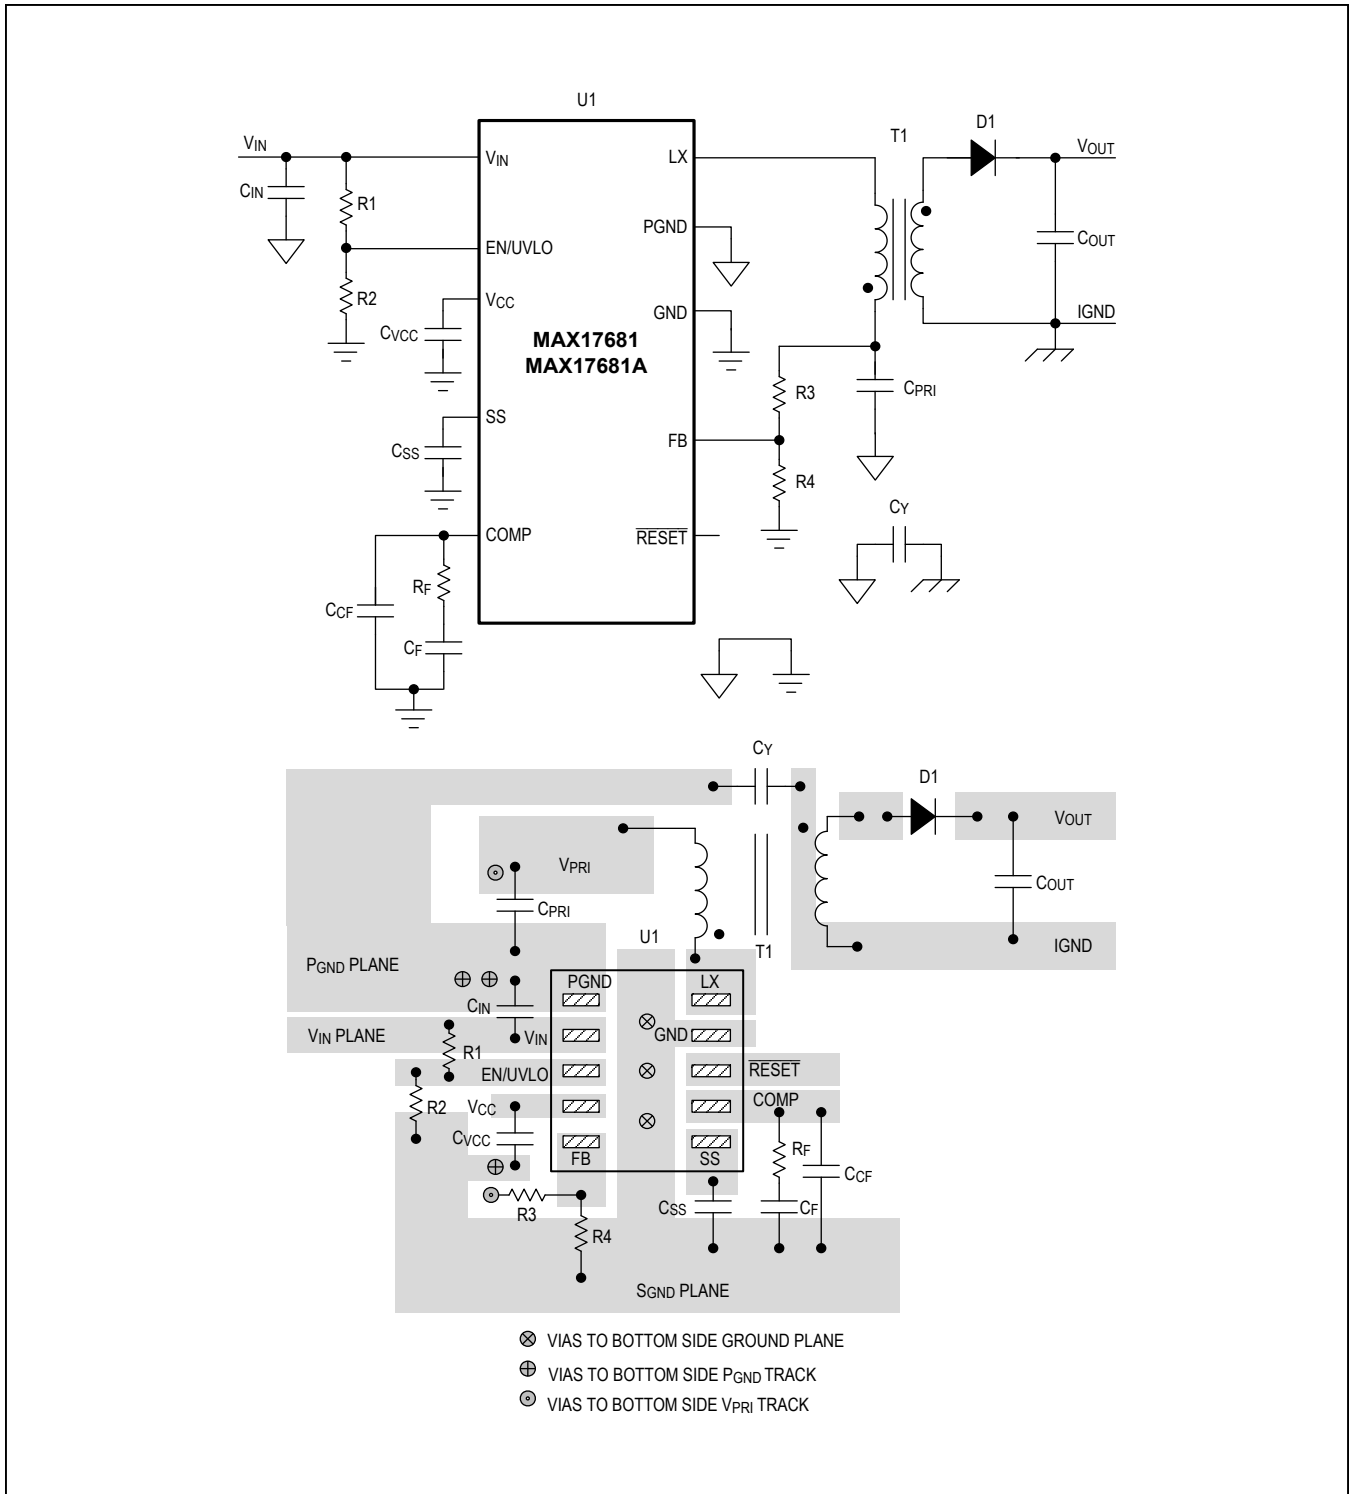 U1
VIN
CIN
R1
R2
VIN
EN/UVLO
VCC
CVCC
SS
CSS
COMP
RF
CCF
CF
MAX17681
MAX17681A
LX
PGND
GND
FB
RESET
T1
D1
VOUT
COUT
IGND
R3
R4
CPRI
CY
CY
D1
VOUT
COUT
IGND
VPRI
CPRI
T1
U1
PGND PLANE
PGND
LX
CIN
VIN PLANE
VIN
GND
R1
EN/UVLO
RESET
R2
VCC
COMP
CVCC
FB
SS
RF
CCF
R3
CSS
CF
R4
SGND PLANE
VIAS TO BOTTOM SIDE GROUND PLANE
VIAS TO BOTTOM SIDE PGND TRACK
VIAS TO BOTTOM SIDE VPRI TRACK